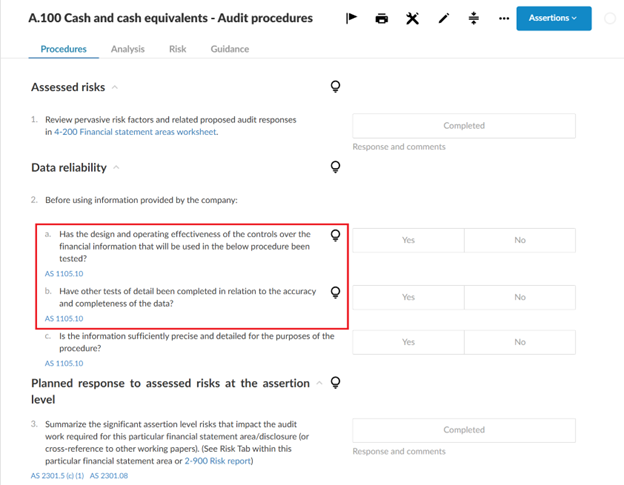 A.100 Cash and cash equivalents - Audit procedures
Assertions
Procedures
Analysis
Risk
Guidance
Assessed risks
1. Review pervasive risk factors and related proposed audit responses
in 4-200 Financial statement areas worksheet.
Completed
Response and comments
Data reliability
2. Before using information provided by the company:
a. Has the design and operating effectiveness of the controls over the
financial information that will be used in the below procedure been
tested?
Yes
No
AS 1105.10
b. Have other tests of detail been completed in relation to the accuracy
and completeness of the data?
Yes
No
AS 1105.10
c. Is the information sufficiently precise and detailed for the purposes of the
procedure?
Yes
No
AS 1105.10
Planned response to assessed risks at the assertion
level
3. Summarize the significant assertion level risks that impact the audit
work required for this particular financial statement area/disclosure (or
cross-reference to other working papers). (See Risk Tab within this
particular financial statement area or 2-900 Risk report)
Completed
Response and comments
AS 2301.5 (c) (1) AS 2301.08